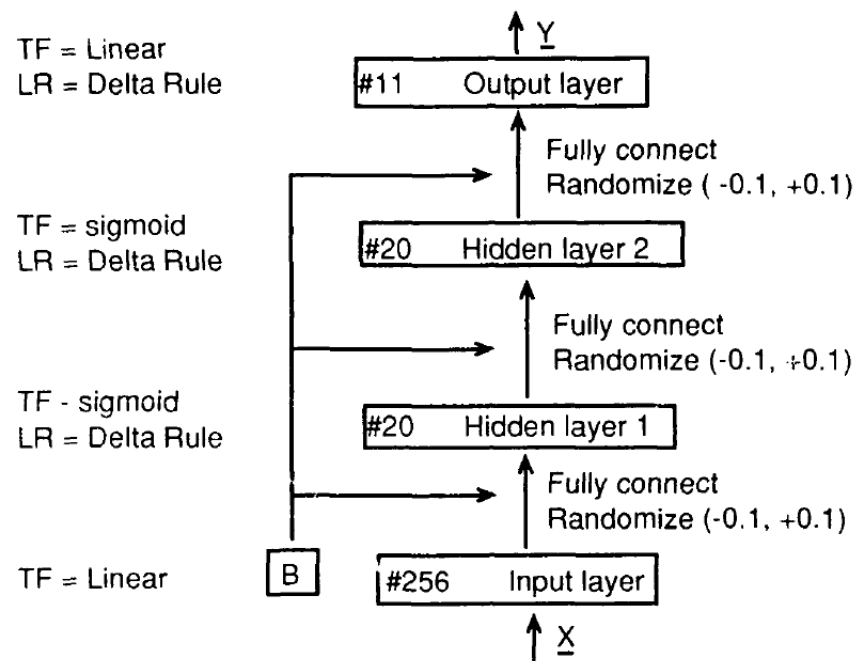 Y
TF = Linear
LR = Delta Rule
#11 Output layer
Fully connect
Randomize ( -0.1, +0.1)
TF = sigmoid
LR = Delta Rule
#20 Hidden layer 2
Fully connect
Randomize (-0.1, +0.1)
TF - sigmoid
LR = Delta Rule
#20 Hidden layer 1
Fully connect
Randomize (-0.1, +0.1)
TF = Linear
B
#256 Input layer
X